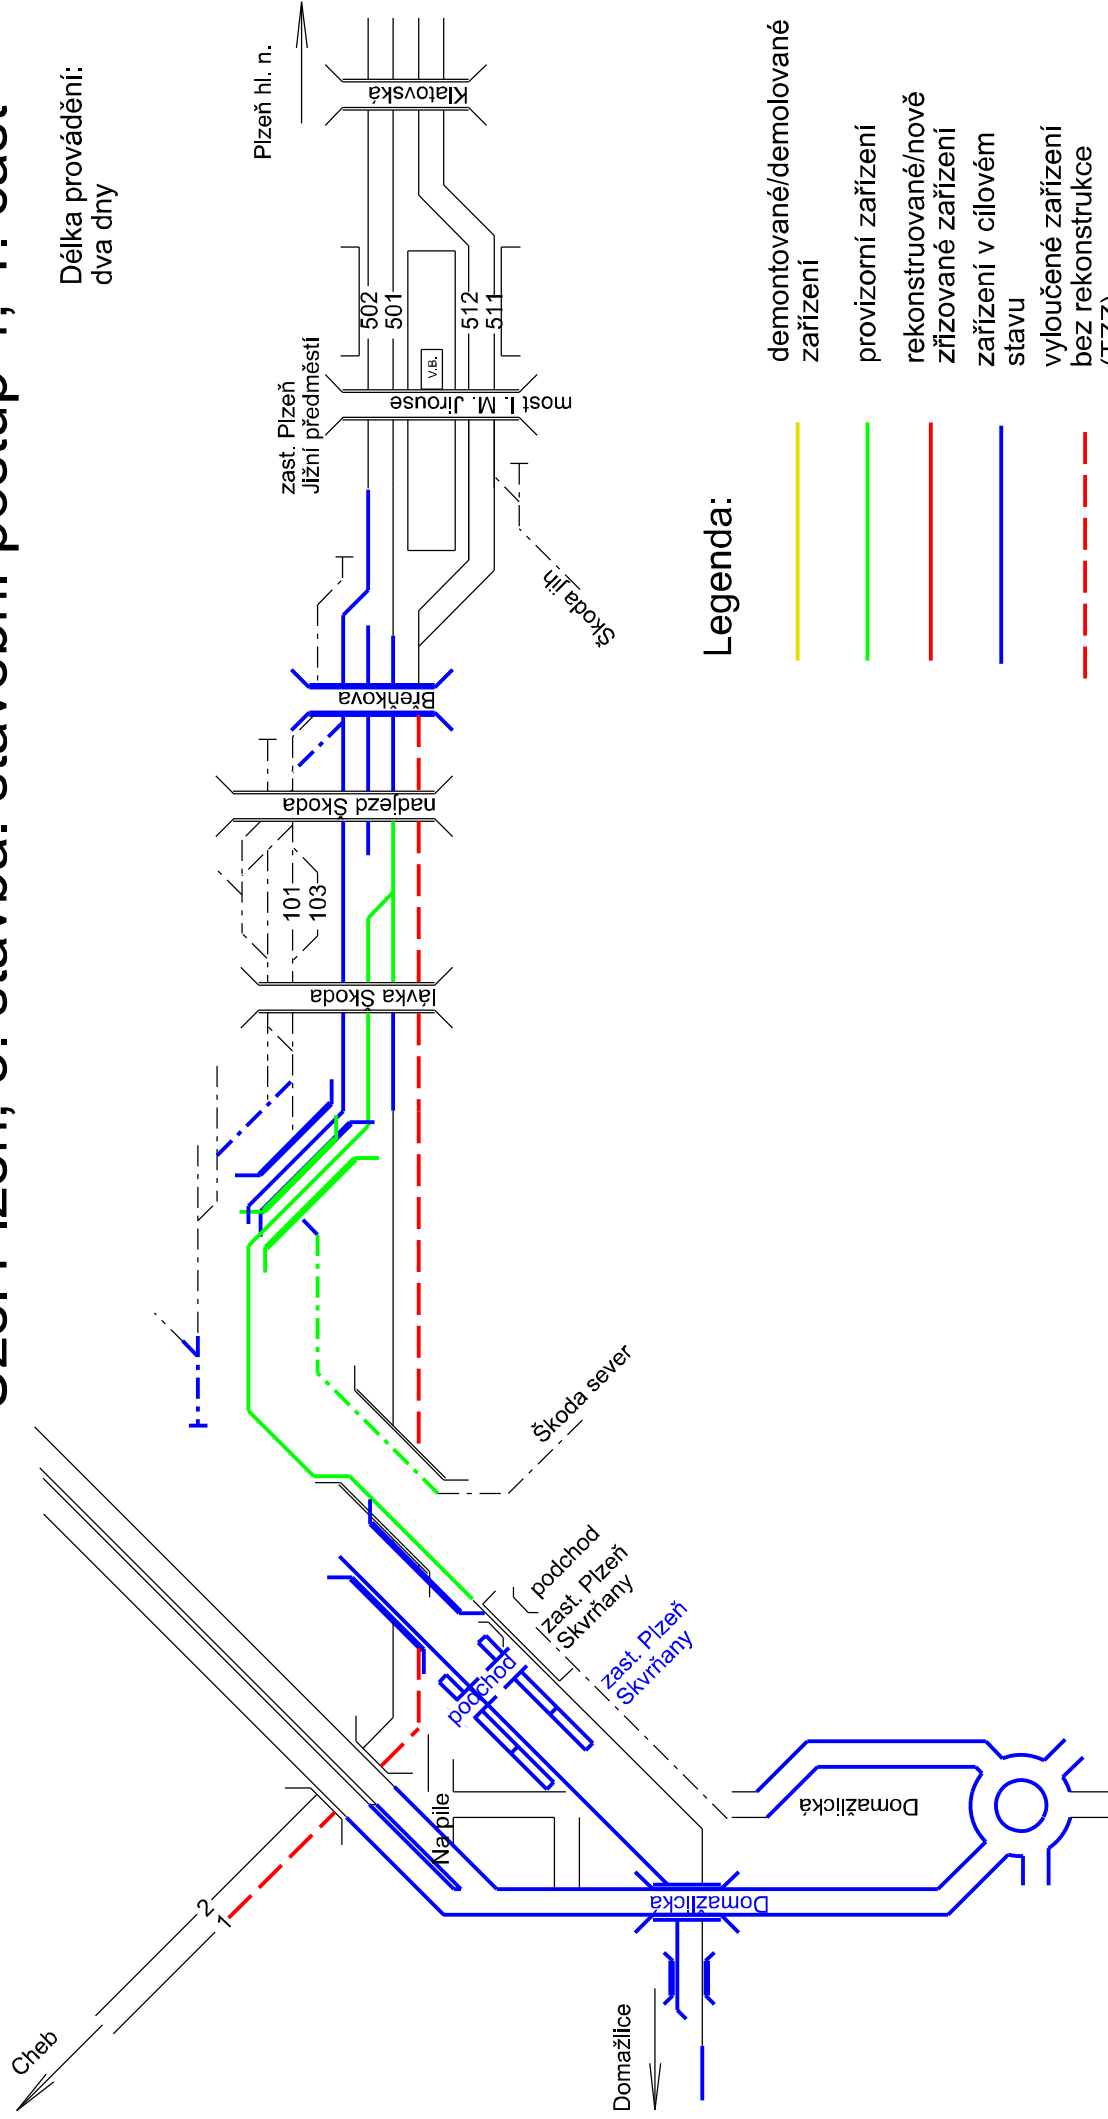 Délka provádění:
dva dny
Plzeň hl. n.
Klatovská
502
501
512
511
V.B.
zast. Plzeň
Jižní předměstí
most I. M. Jirouse
Škoda jih
Břeňkova
nadjezd Škoda
101
103
lávka Škoda
Škoda sever
podchod
zast. Plzeň
Skvrňany
zast. Plzeň
Skvrňany
podchod
Na pile
Domažlická
Domažlická
2
1
Cheb
Domažlice
Legenda:
demontované/demolované
zařízení
provizorní zařízení
rekonstruované/nově
zřizované zařízení
zařízení v cílovém
stavu
vyloučené zařízení
bez rekonstrukce